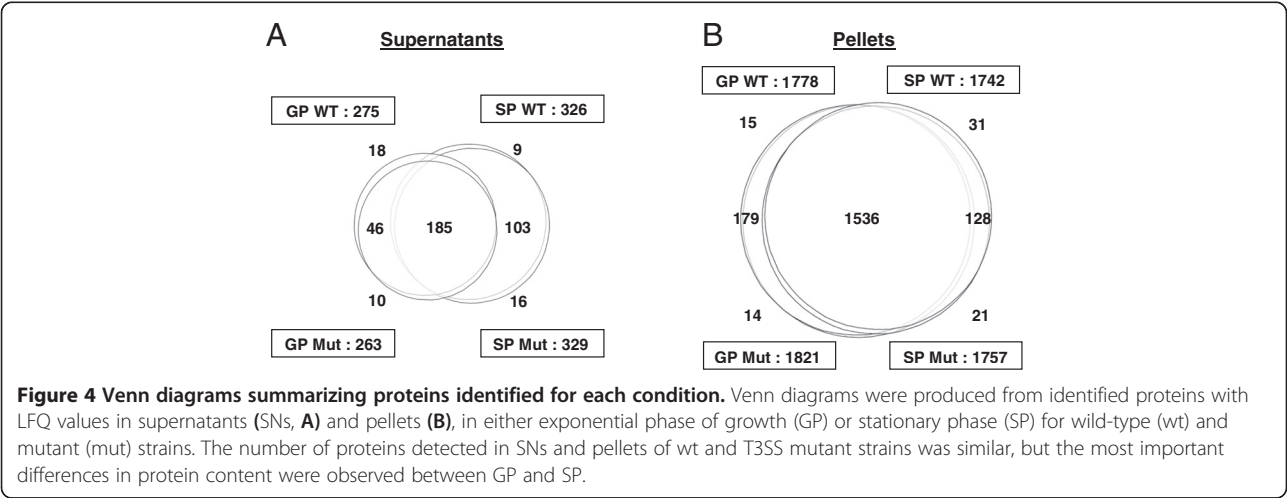 A
Supernatants
GP WT : 275
SP WT : 326
18
9
46
185
103
10
16
GP Mut : 263
SP Mut : 329
B
Pellets
GP WT : 1778
SP WT : 1742
15
31
179
1536
128
14
21
GP Mut : 1821
SP Mut : 1757
Figure 4 Venn diagrams summarizing proteins identified for each condition. Venn diagrams were produced from identified proteins with
LFQ values in supernatants (SNs, A) and pellets (B), in either exponential phase of growth (GP) or stationary phase (SP) for wild-type (wt) and
mutant (mut) strains. The number of proteins detected in SNs and pellets of wt and T3SS mutant strains was similar, but the most important
differences in protein content were observed between GP and SP.